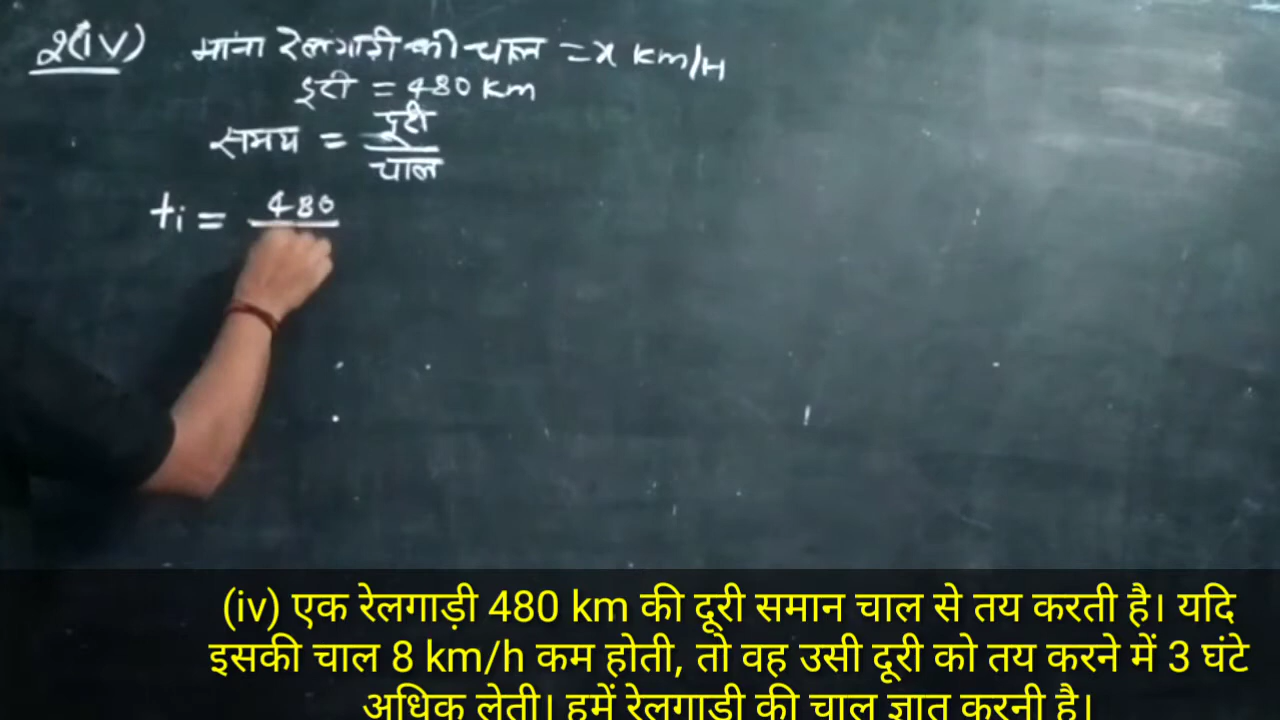 2(iv) माना रेलगाड़ी की चाल = x km/H
दूरी = 480 km
समय = दूरी
चाल
t₁ = 480
(iv) एक रेलगाड़ी 480 km की दूरी समान चाल से तय करती है। यदि
इसकी चाल 8 km/h कम होती, तो वह उसी दूरी को तय करने में 3 घंटे
अधिक लेती। हमें रेलगाड़ी की चाल ज्ञात करनी है।